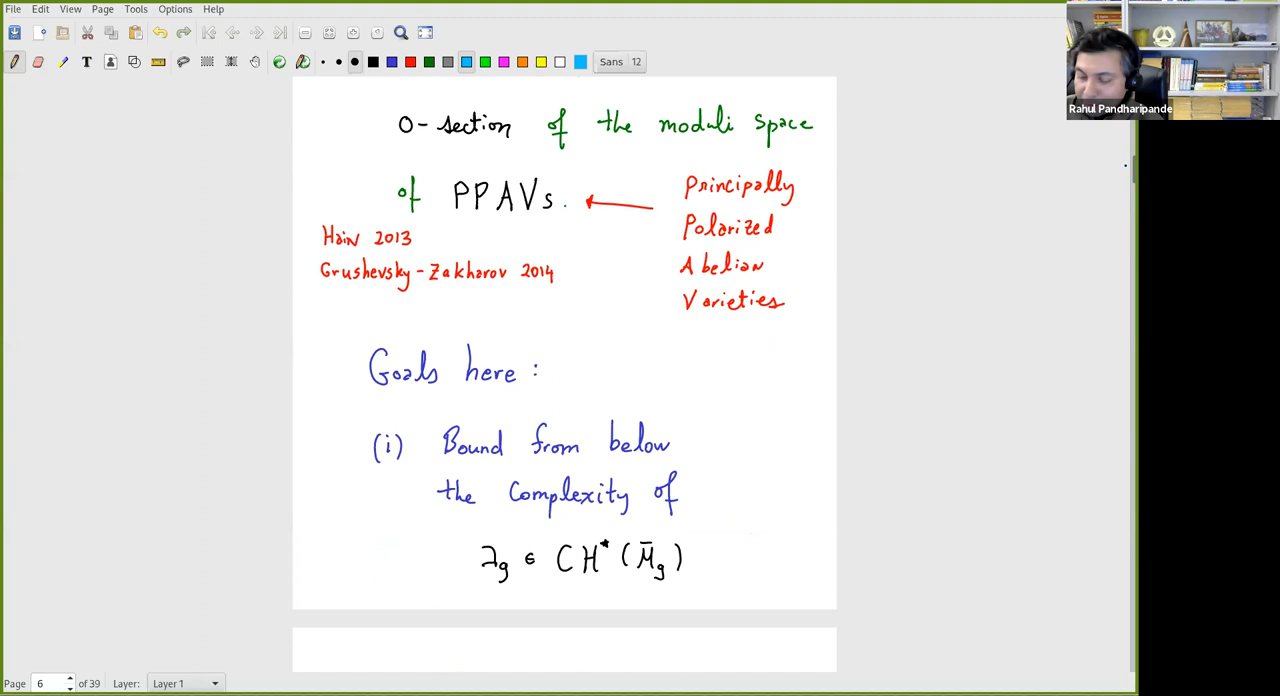 File Edit View Page Tools Options Help
T Sans 12
Rahul Pandharipande
0-section of the moduli space
of PPAVs.
Principally
Polarized
Abelian
Varieties
Hain 2013
Grushevsky-Zakharov 2014
Goals here:
(i) Bound from below
the complexity of
λg ∈ CH*(M̄g)
Page 6 of 39 Layer: Layer 1